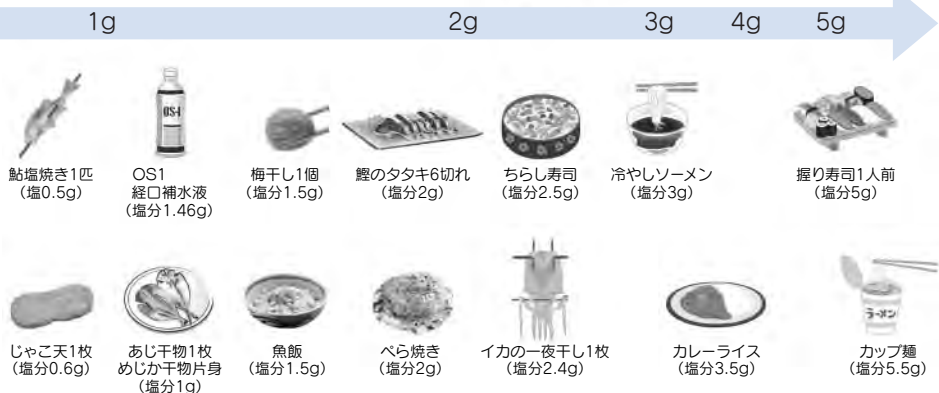 1g 2g 3g 4g 5g
OS-1
鮎塩焼き1匹
(塩0.5g)
OS1
経口補水液
(塩分1.46g)
梅干し1個
(塩分1.5g)
鰹のタタキ6切れ
(塩分2g)
ちらし寿司
(塩分2.5g)
冷やしソーメン
(塩分3g)
握り寿司1人前
(塩分5g)
ラーメン
じゃこ天1枚
(塩分0.6g)
あじ干物1枚
めじか干物片身
(塩分1g)
魚飯
(塩分1.5g)
ぺら焼き
(塩分2g)
イカの一夜干し1枚
(塩分2.4g)
カレーライス
(塩分3.5g)
カップ麺
(塩分5.5g)